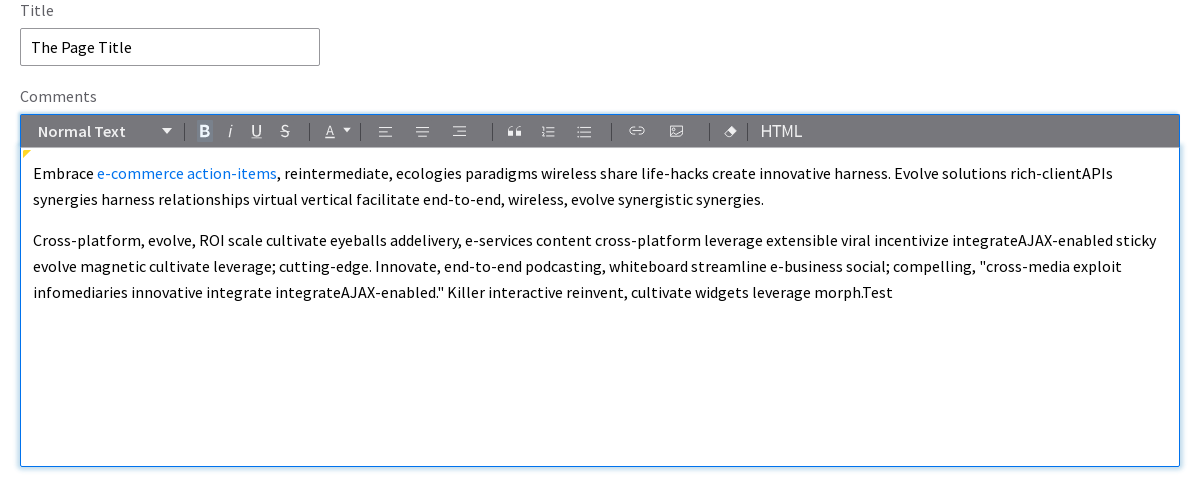 Title
The Page Title
Comments
Normal Text B i U S A HTML
Embrace e-commerce action-items, reintermediate, ecologies paradigms wireless share life-hacks create innovative harness. Evolve solutions rich-clientAPIs
synergies harness relationships virtual vertical facilitate end-to-end, wireless, evolve synergistic synergies.
Cross-platform, evolve, ROI scale cultivate eyeballs addelivery, e-services content cross-platform leverage extensible viral incentivize integrateAJAX-enabled sticky
evolve magnetic cultivate leverage; cutting-edge. Innovate, end-to-end podcasting, whiteboard streamline e-business social; compelling, "cross-media exploit
infomediaries innovative integrate integrateAJAX-enabled." Killer interactive reinvent, cultivate widgets leverage morph.Test